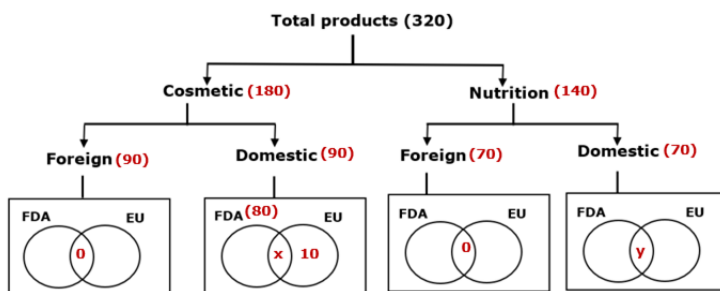 Total products (320)
Cosmetic (180) Nutrition (140)
Foreign (90) Domestic (90) Foreign (70) Domestic (70)
FDA EU FDA (80) EU FDA EU FDA EU
0 x 10 0 y